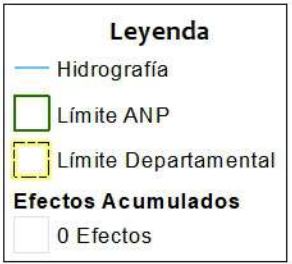 Leyenda
Hidrografía
Límite ANP
Límite Departamental
Efectos Acumulados
0 Efectos